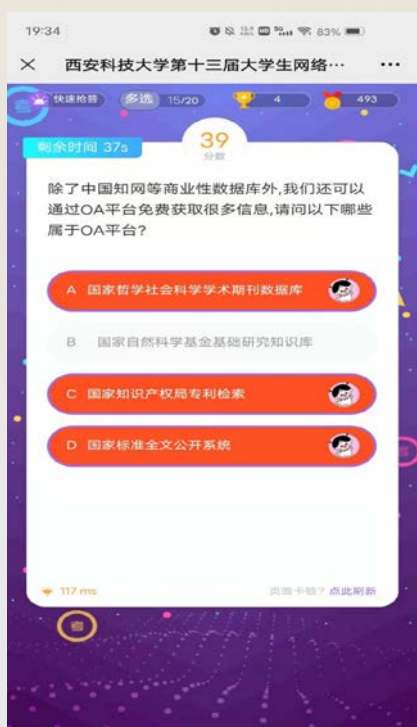 19:34
83%
西安科技大学第十三届大学生网络…
快速抢答 多选 15/20 4 493
39
分数
剩余时间 37s
除了中国知网等商业性数据库外,我们还可以
通过OA平台免费获取很多信息,请问以下哪些
属于OA平台?
A 国家哲学社会科学学术期刊数据库
B 国家自然科学基金基础研究知识库
C 国家知识产权局专利检索
D 国家标准全文公开系统
117 ms 页面卡顿? 点此刷新